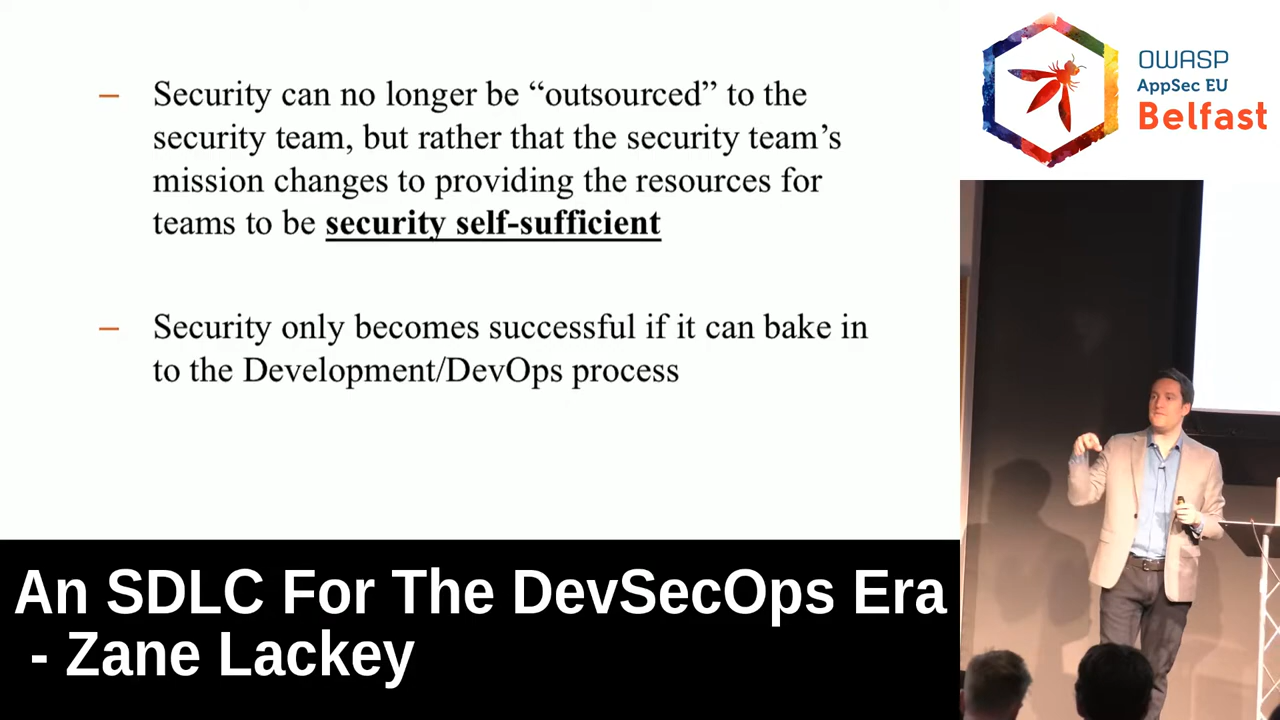 – Security can no longer be “outsourced” to the
security team, but rather that the security team’s
mission changes to providing the resources for
teams to be security self-sufficient
– Security only becomes successful if it can bake in
to the Development/DevOps process
OWASP
AppSec EU
Belfast
An SDLC For The DevSecOps Era
- Zane Lackey